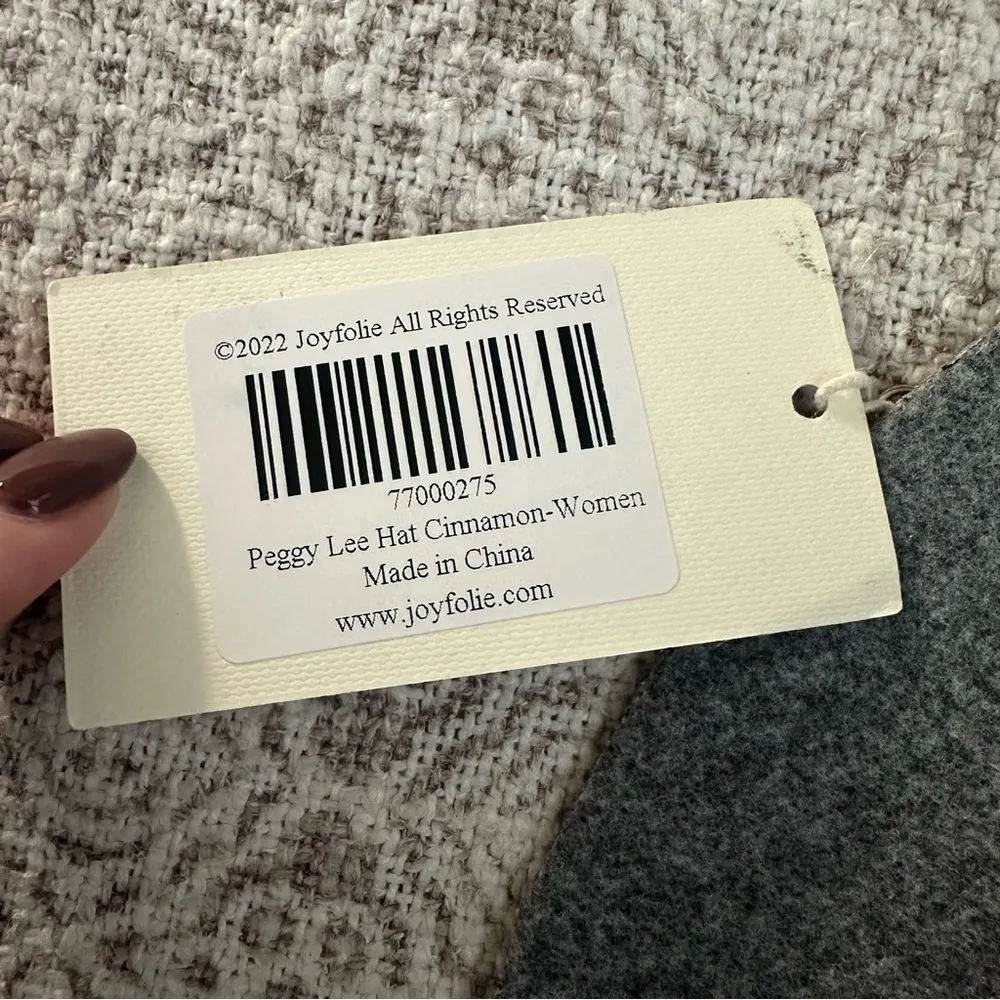 ©2022 Joyfolie All Rights Reserved
77000275
Peggy Lee Hat Cinnamon-Women
Made in China
www.joyfolie.com